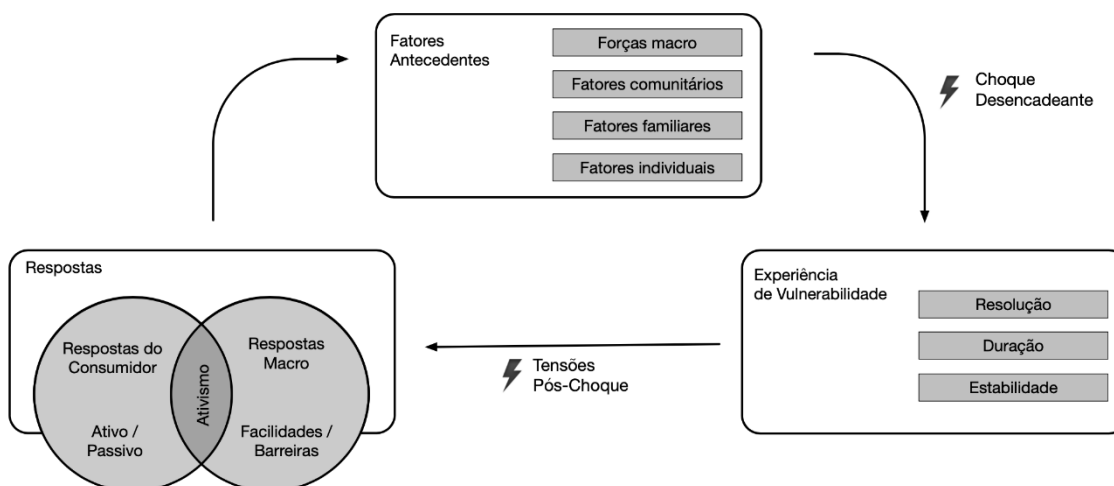 Fatores
Antecedentes
Forças macro
Fatores comunitários
Fatores familiares
Fatores individuais
Choque
Desencadeante
Experiência
de Vulnerabilidade
Resolução
Duração
Estabilidade
Tensões
Pós-Choque
Respostas
Respostas do
Consumidor
Ativo /
Passivo
Ativismo
Respostas
Macro
Facilidades /
Barreiras